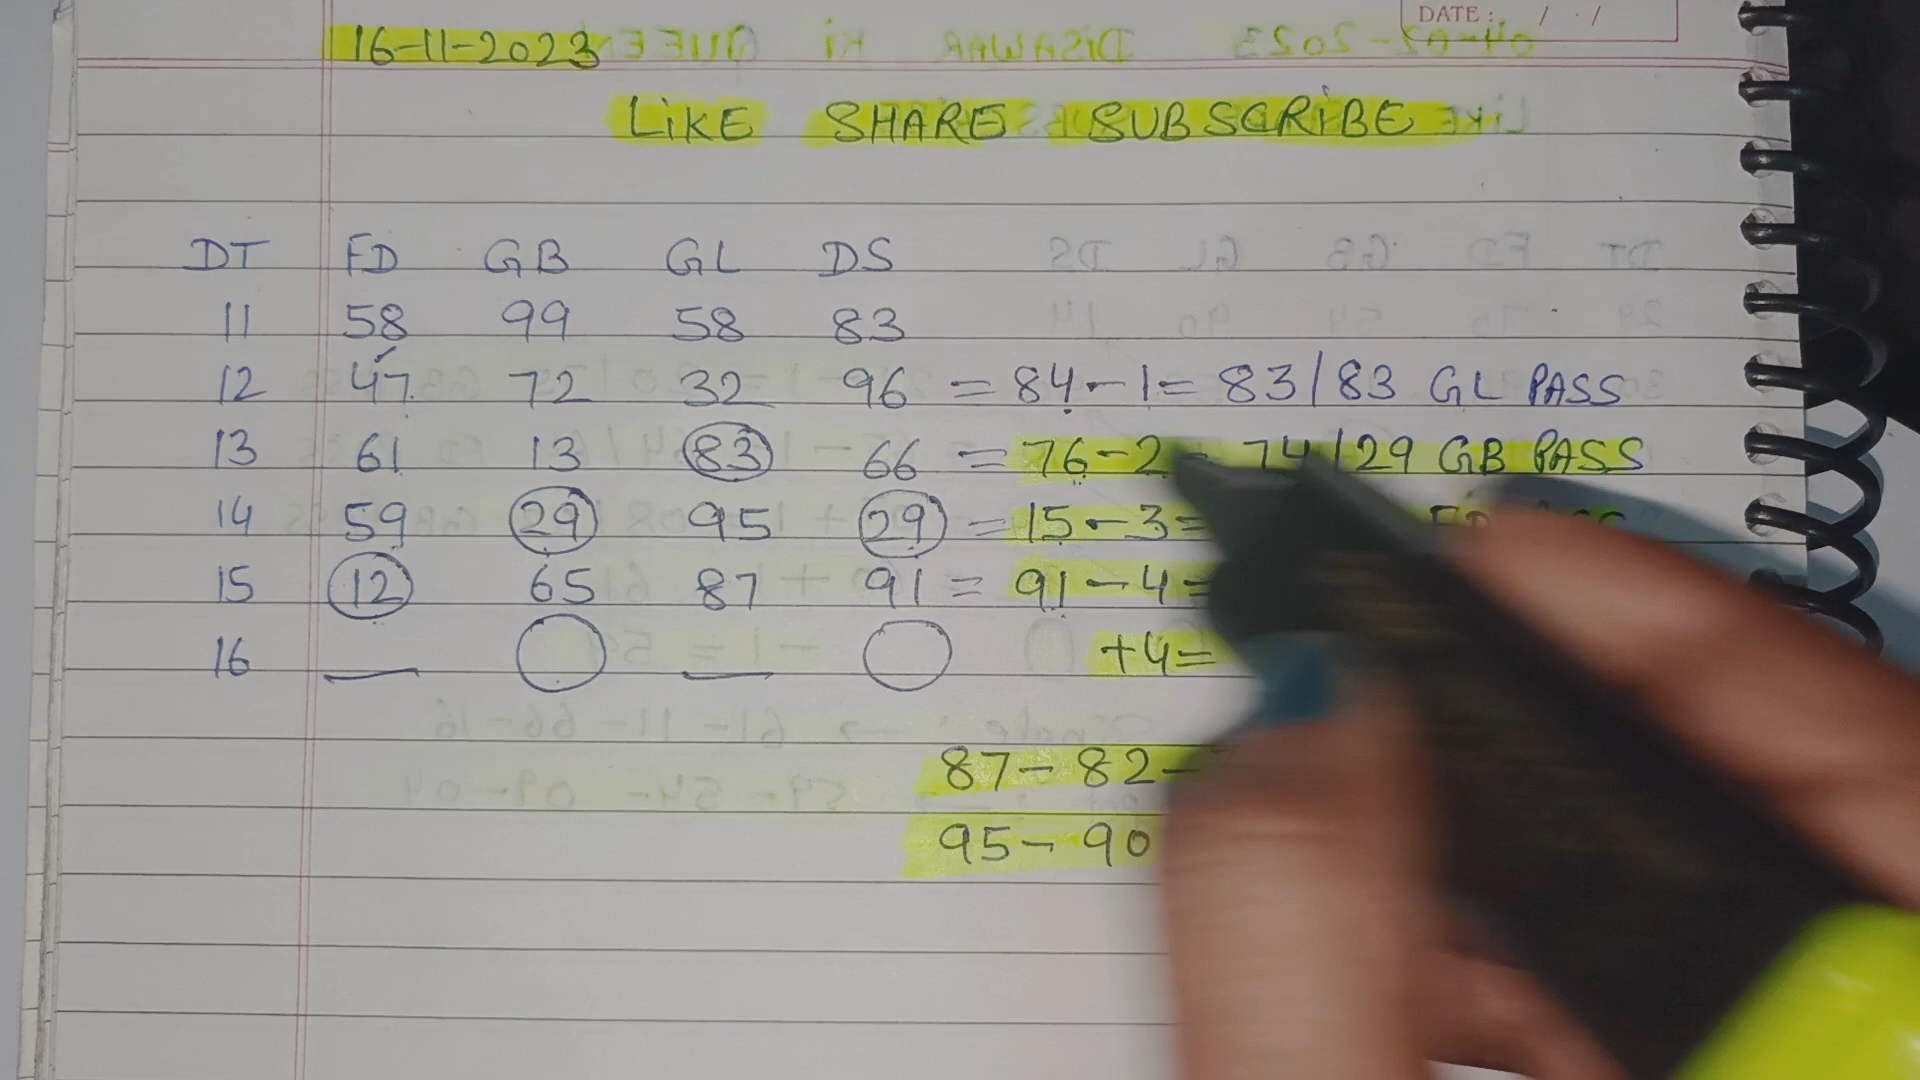 DATE: / /
16-11-2023
LIKE SHARE SUBSCRIBE
DT FD GB GL DS
11 58 99 58 83
12 47 72 32 96 = 84-1= 83/83 GL PASS
13 61 13 83 66 = 76-2= 74/29 GB PASS
14 59 29 95 29 = 15-3=
15 12 65 87 91 = 91-4=
16 — ○ — ○ +4=
87-82-
95-90